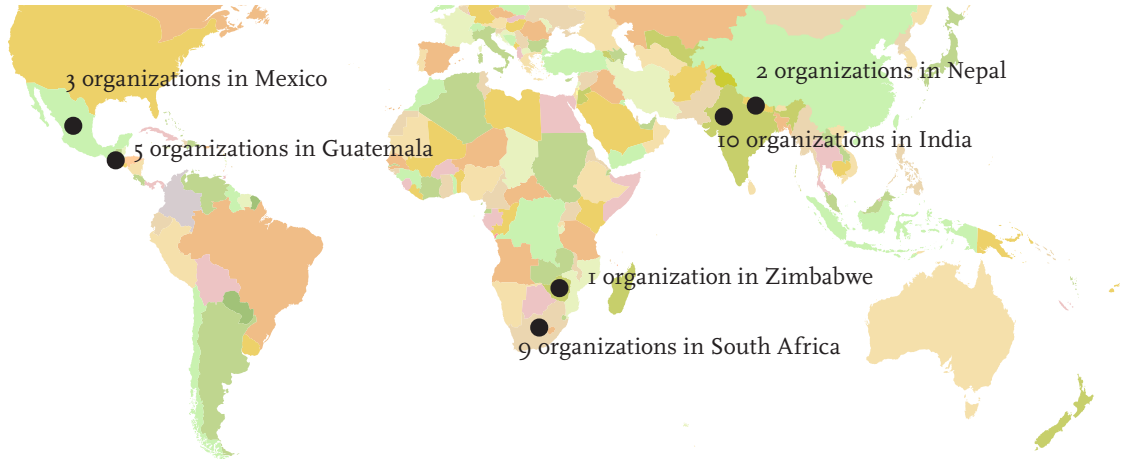 3 organizations in Mexico
2 organizations in Nepal
5 organizations in Guatemala
10 organizations in India
1 organization in Zimbabwe
9 organizations in South Africa